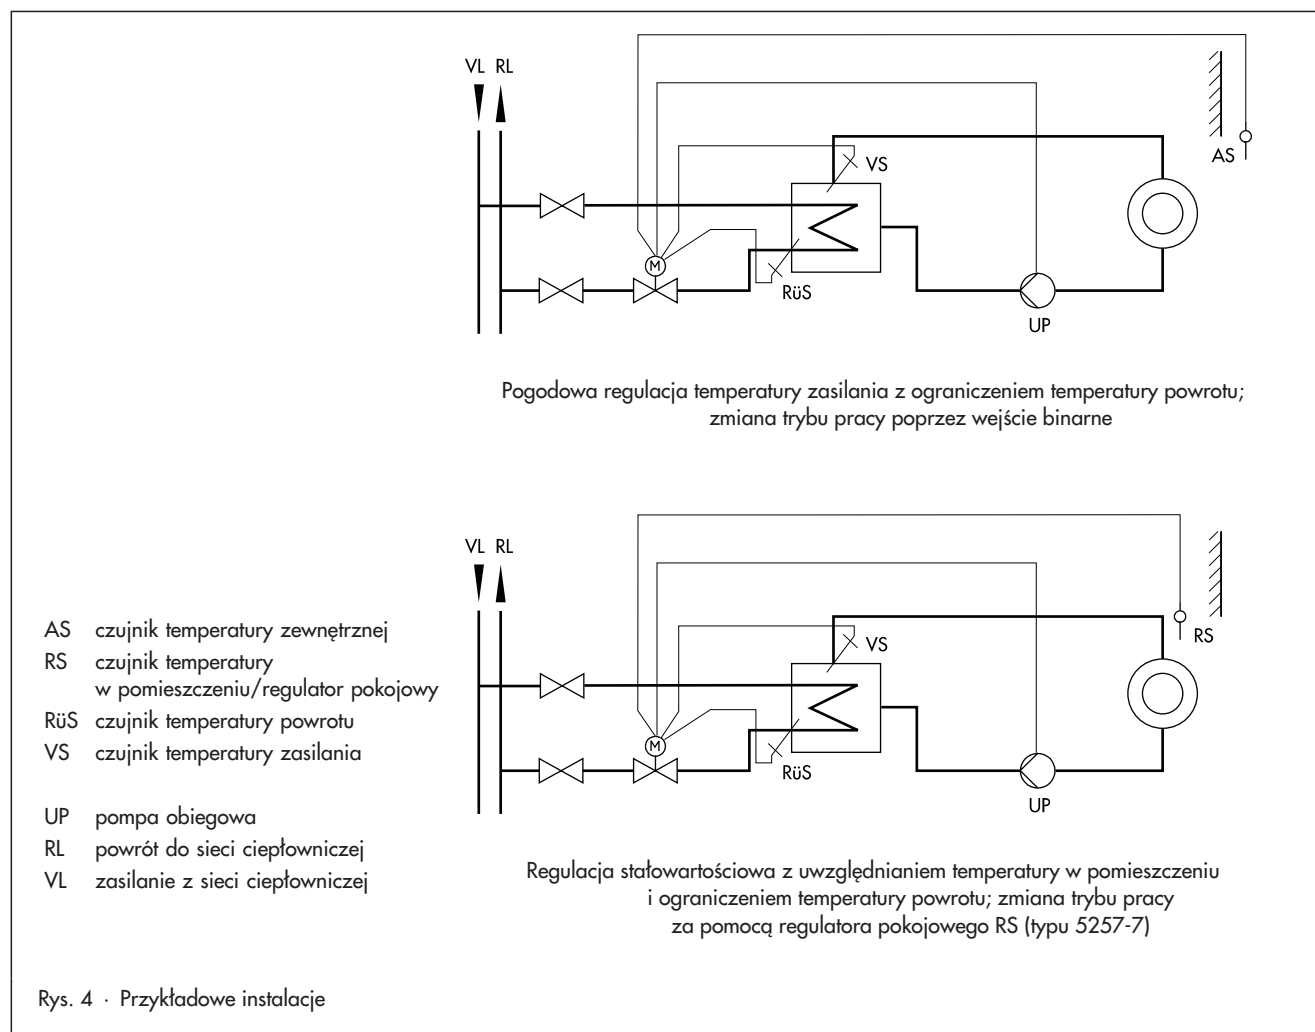 VL RL
AS
VS
M
RüS
UP
Pogodowa regulacja temperatury zasilania z ograniczeniem temperatury powrotu;
zmiana trybu pracy poprzez wejście binarne
VL RL
RS
VS
M
RüS
UP
AS czujnik temperatury zewnętrznej
RS czujnik temperatury
w pomieszczeniu/regulator pokojowy
RüS czujnik temperatury powrotu
VS czujnik temperatury zasilania
UP pompa obiegowa
RL powrót do sieci ciepłowniczej
VL zasilanie z sieci ciepłowniczej
Regulacja stałowartościowa z uwzględnianiem temperatury w pomieszczeniu
i ograniczeniem temperatury powrotu; zmiana trybu pracy
za pomocą regulatora pokojowego RS (typu 5257-7)
Rys. 4 · Przykładowe instalacje